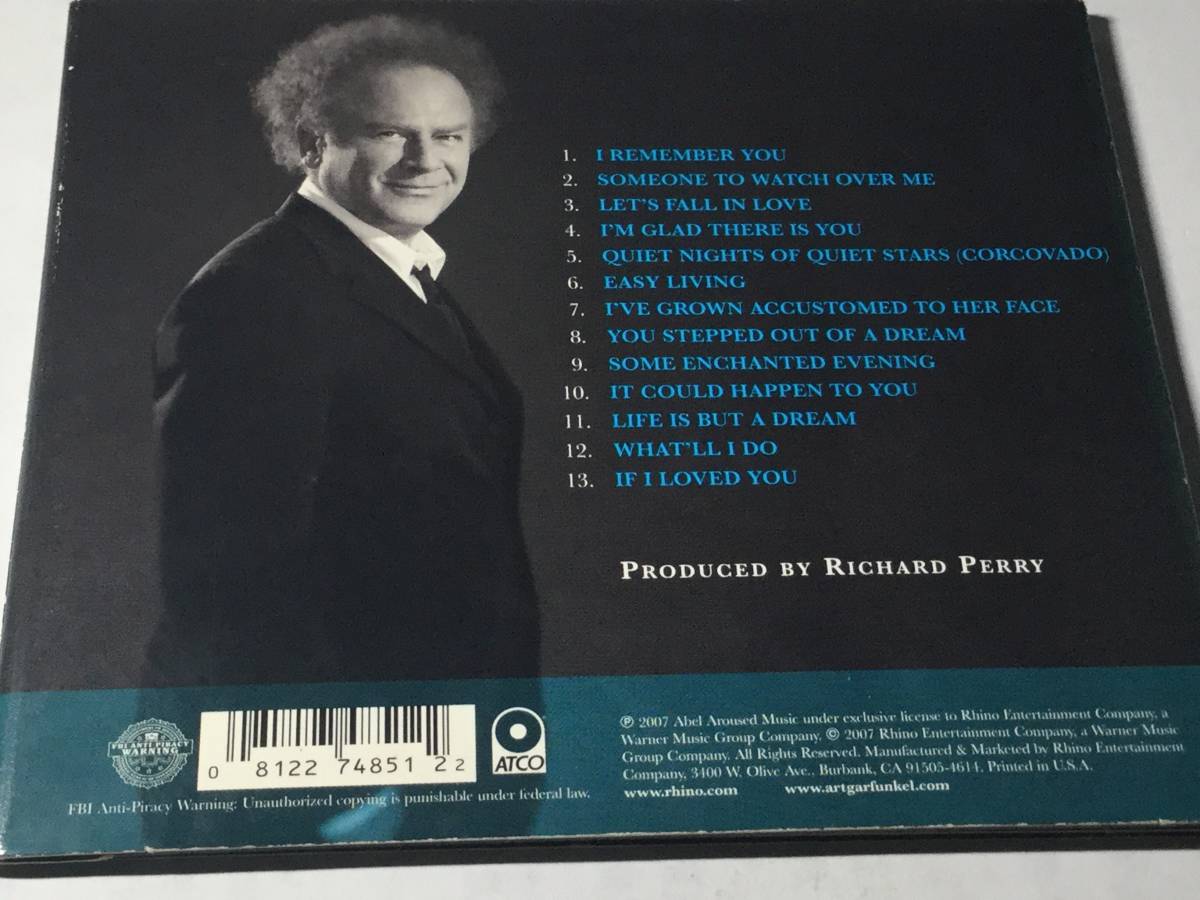 1. I REMEMBER YOU
2. SOMEONE TO WATCH OVER ME
3. LET'S FALL IN LOVE
4. I'M GLAD THERE IS YOU
5. QUIET NIGHTS OF QUIET STARS (CORCOVADO)
6. EASY LIVING
7. I'VE GROWN ACCUSTOMED TO HER FACE
8. YOU STEPPED OUT OF A DREAM
9. SOME ENCHANTED EVENING
10. IT COULD HAPPEN TO YOU
11. LIFE IS BUT A DREAM
12. WHAT'LL I DO
13. IF I LOVED YOU
PRODUCED BY RICHARD PERRY
FBI ANTI-PIRACY
WARNING
0 81227 48512 2
ATCO
FBI Anti-Piracy Warning: Unauthorized copying is punishable under federal law.
℗ 2007 Abel Aroused Music under exclusive license to Rhino Entertainment Company, a
Warner Music Group Company. © 2007 Rhino Entertainment Company, a Warner Music
Group Company. All Rights Reserved. Manufactured & Marketed by Rhino Entertainment
Company, 3400 W. Olive Ave., Burbank, CA 91505-4614. Printed in U.S.A.
www.rhino.com www.artgarfunkel.com